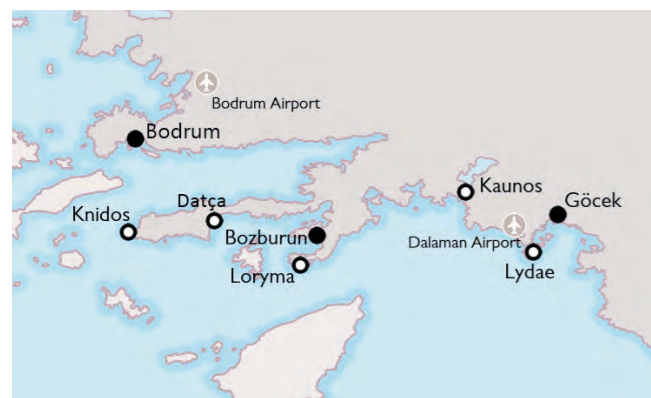 Bodrum Airport
Bodrum
Kaunos
Datça
Göcek
Knidos
Bozburun
Dalaman Airport
Loryma
Lydae